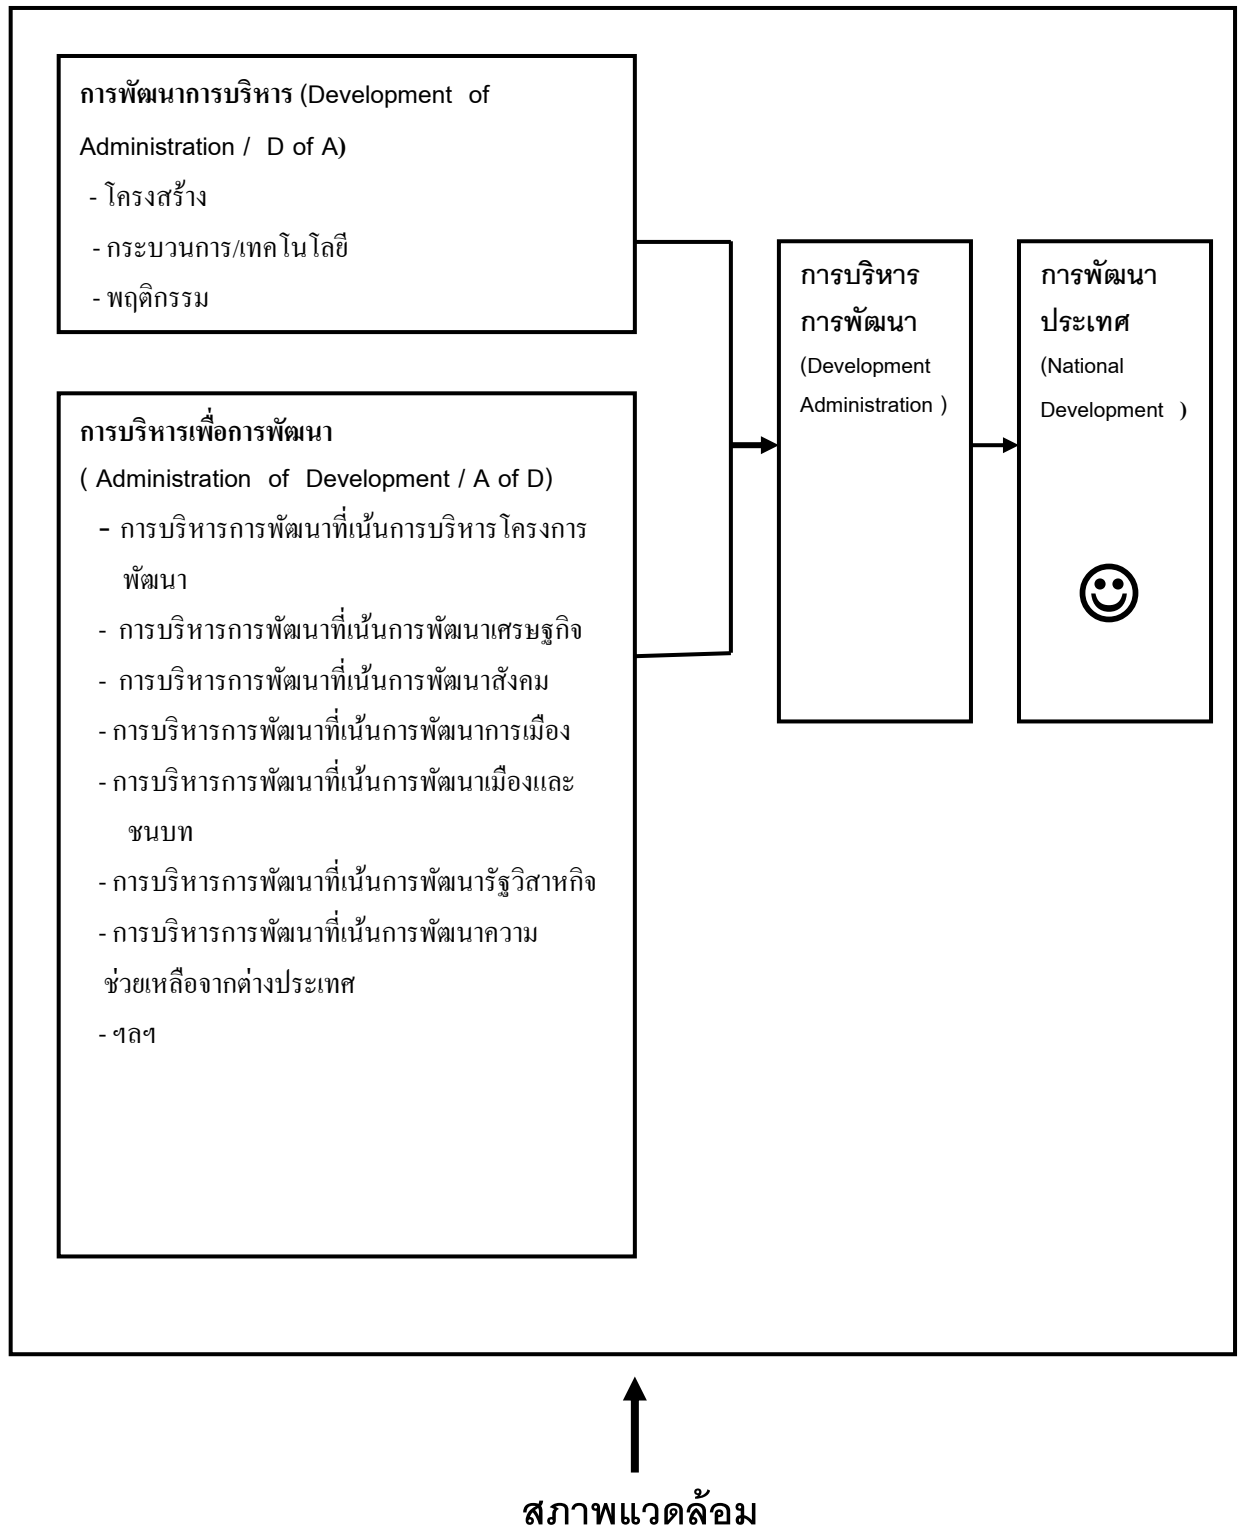 การพัฒนาการบริหาร (Development of
Administration / D of A)
- โครงสร้าง
- กระบวนการ/เทคโนโลยี
- พฤติกรรม
การบริหารเพื่อการพัฒนา
( Administration of Development / A of D)
- การบริหารการพัฒนาที่เน้นการบริหารโครงการ
พัฒนา
- การบริหารการพัฒนาที่เน้นการพัฒนาเศรษฐกิจ
- การบริหารการพัฒนาที่เน้นการพัฒนาสังคม
- การบริหารการพัฒนาที่เน้นการพัฒนาการเมือง
- การบริหารการพัฒนาที่เน้นการพัฒนาเมืองและ
ชนบท
- การบริหารการพัฒนาที่เน้นการพัฒนารัฐวิสาหกิจ
- การบริหารการพัฒนาที่เน้นการพัฒนาความ
ช่วยเหลือจากต่างประเทศ
- ฯลฯ
การบริหาร
การพัฒนา
(Development
Administration )
การพัฒนา
ประเทศ
(National
Development )
สภาพแวดล้อม